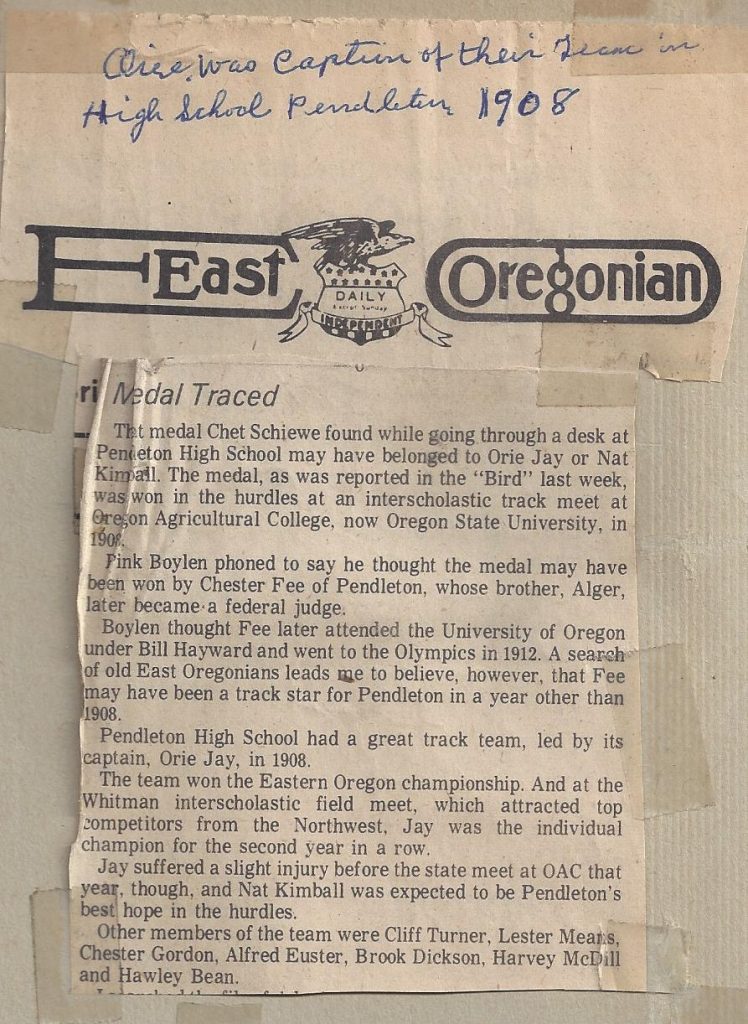 Orie, was Captin of their Team in
High School Pendleton, 1908
East
Oregonian
DAILY
Except Sunday
INDEPENDENT
ri
Medal Traced
Tht medal Chet Schiewe found while going through a desk at
Pendleton High School may have belonged to Orie Jay or Nat
Kimball. The medal, as was reported in the “Bird” last week,
was won in the hurdles at an interscholastic track meet at
Oregon Agricultural College, now Oregon State University, in
1908.
Pink Boylen phoned to say he thought the medal may have
been won by Chester Fee of Pendleton, whose brother, Alger,
later became a federal judge.
Boylen thought Fee later attended the University of Oregon
under Bill Hayward and went to the Olympics in 1912. A search
of old East Oregonians leads me to believe, however, that Fee
may have been a track star for Pendleton in a year other than
1908.
Pendleton High School had a great track team, led by its
captain, Orie Jay, in 1908.
The team won the Eastern Oregon championship. And at the
Whitman interscholastic field meet, which attracted top
competitors from the Northwest, Jay was the individual
champion for the second year in a row.
Jay suffered a slight injury before the state meet at OAC that
year, though, and Nat Kimball was expected to be Pendleton's
best hope in the hurdles.
Other members of the team were Cliff Turner, Lester Means,
Chester Gordon, Alfred Euster, Brook Dickson, Harvey McDill
and Hawley Bean.